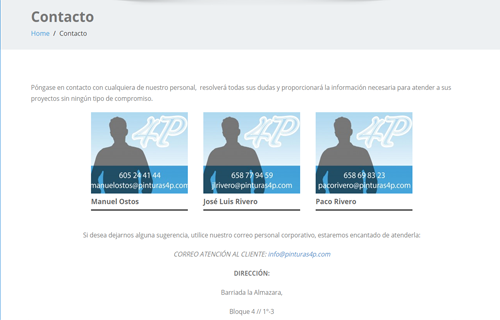 Contacto
Home / Contacto
Póngase en contacto con cualquiera de nuestro personal, resolverá todas sus dudas y proporcionará la información necesaria para atender a sus
proyectos sin ningún tipo de compromiso.
4P 4P 4P
605 24 41 44 658 77 94 59 658 69 83 23
manuelostos@pinturas4p.com jlrivero@pinturas4p.com pacorivero@pinturas4p.com
Manuel Ostos José Luis Rivero Paco Rivero
Si desea dejarnos alguna sugerencia, utilice nuestro correo personal corporativo, estaremos encantado de atenderla:
CORREO ATENCIÓN AL CLIENTE: info@pinturas4p.com
DIRECCIÓN:
Barriada la Almazara,
Bloque 4 // 1º-3